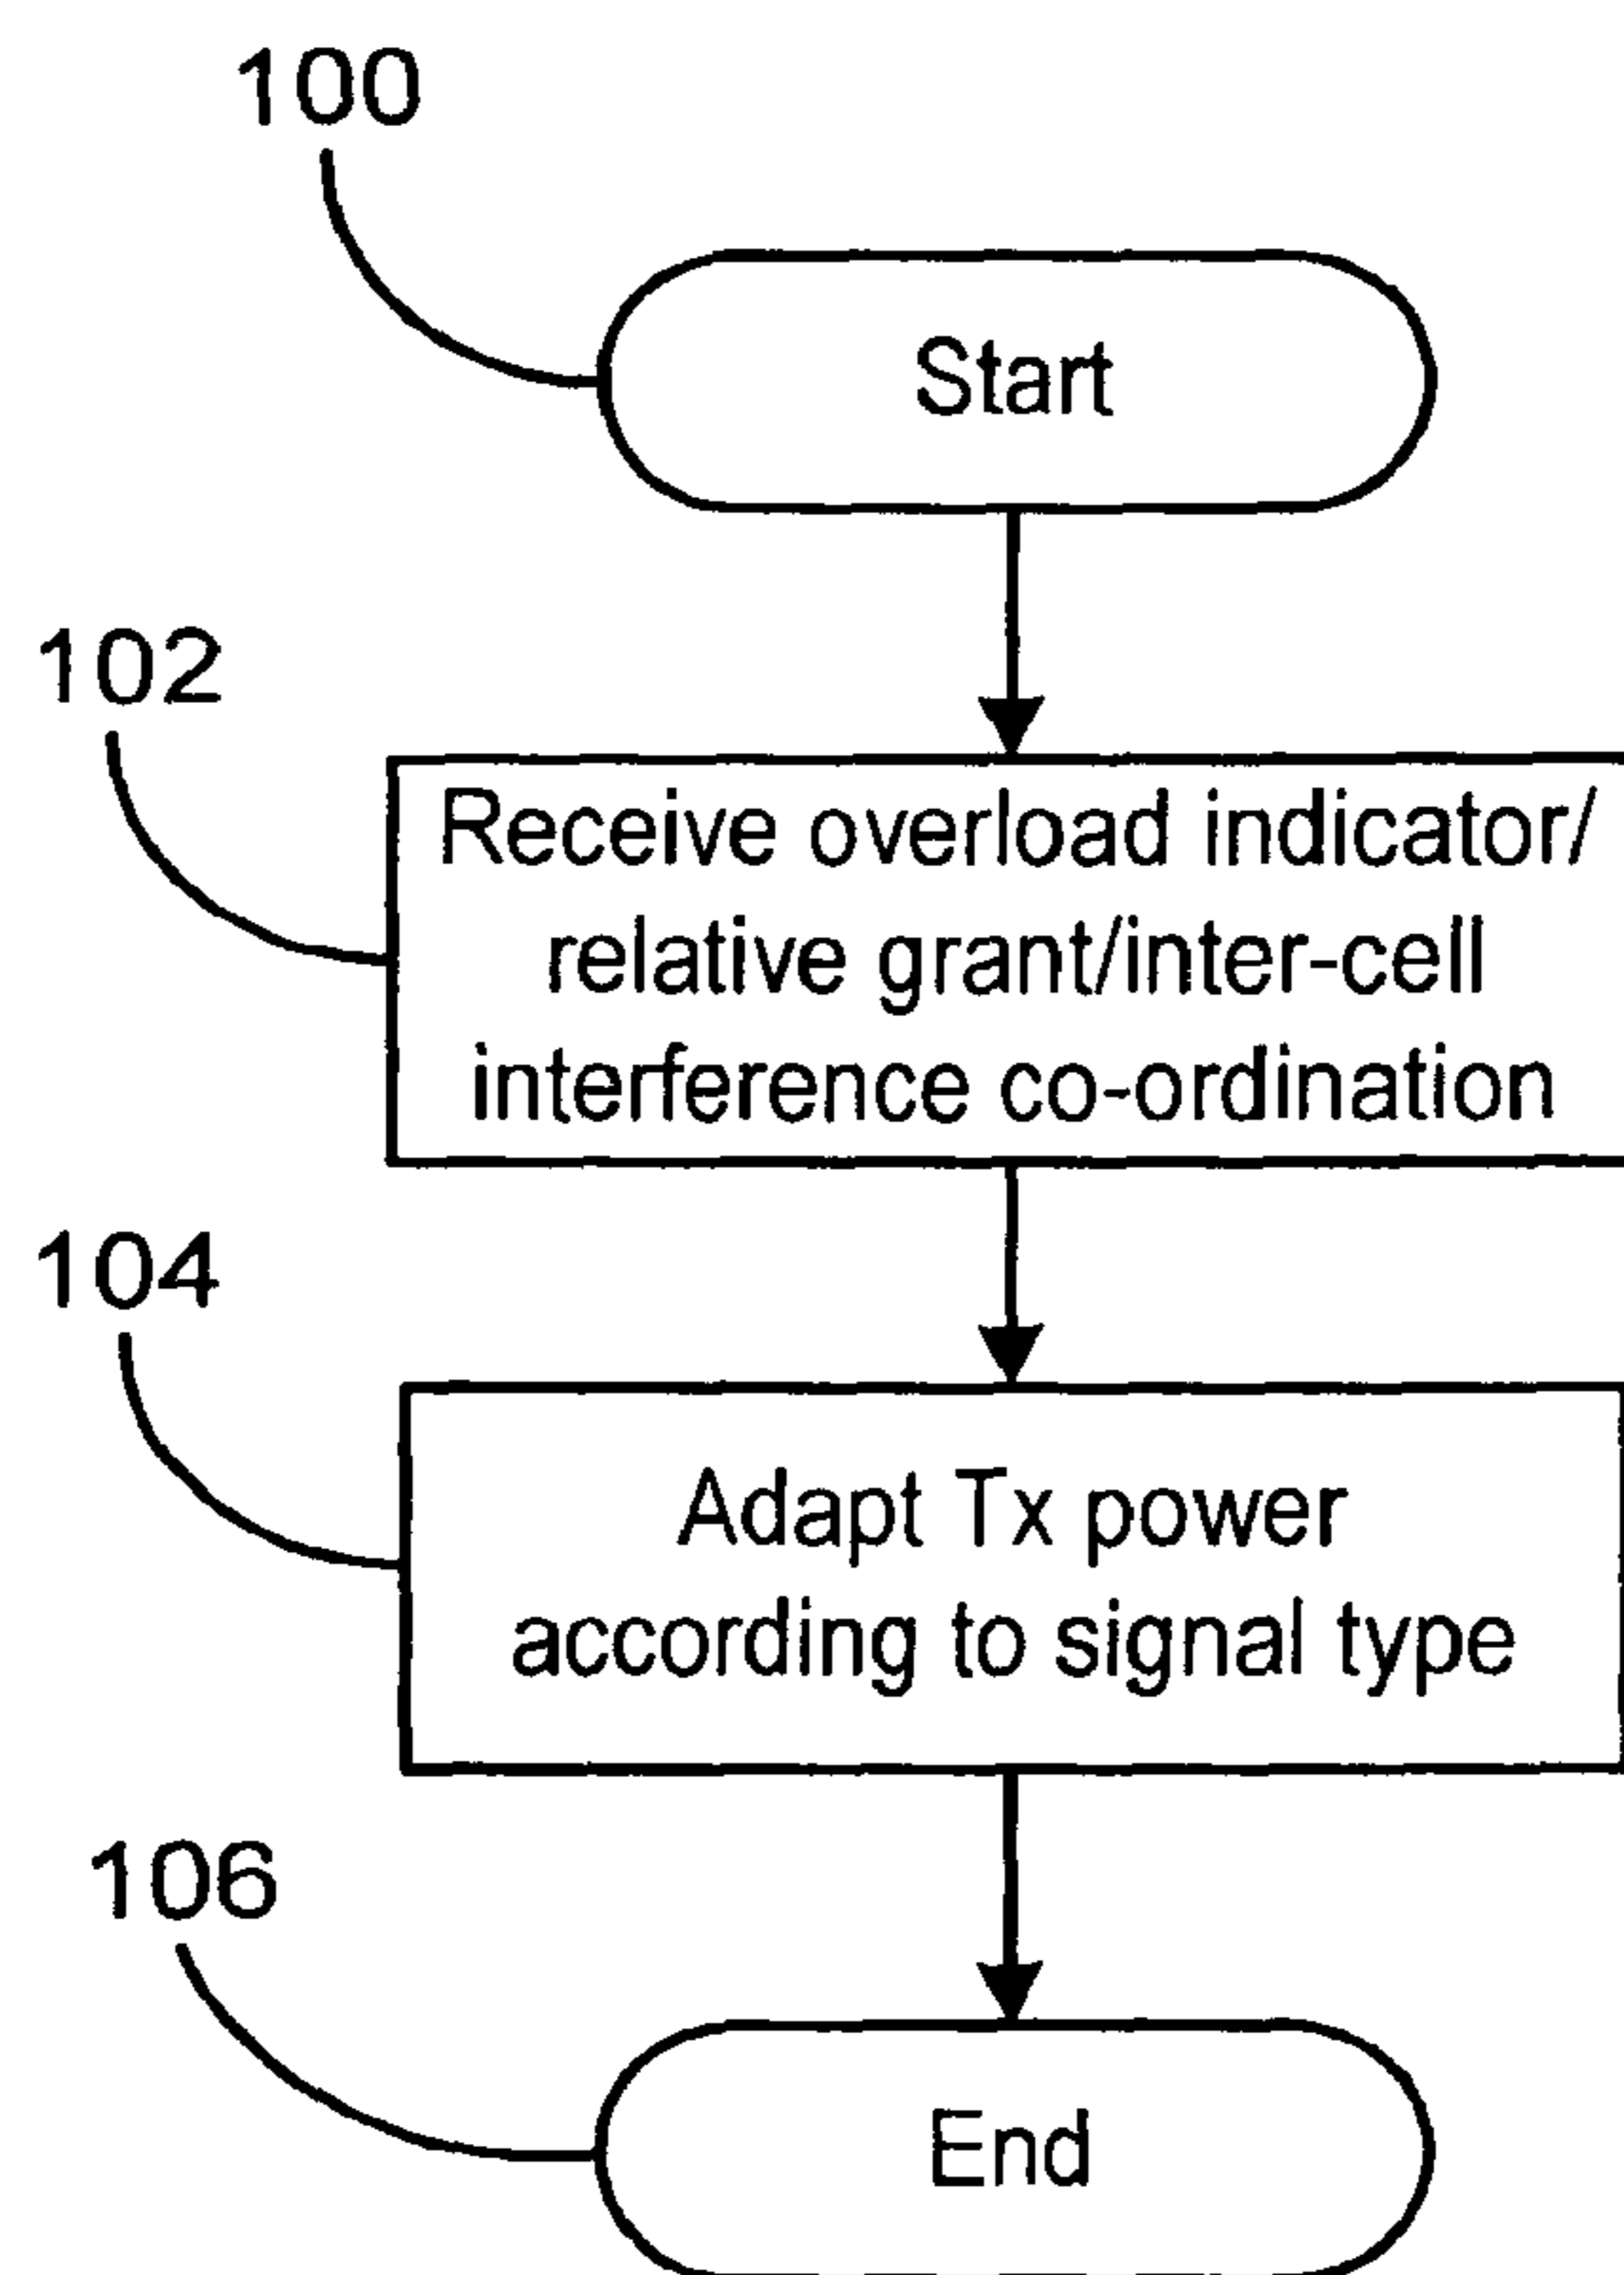 100
Start
102
Receive overload indicator/
relative grant/inter-cell
interference co-ordination
104
Adapt Tx power
according to signal type
106
End